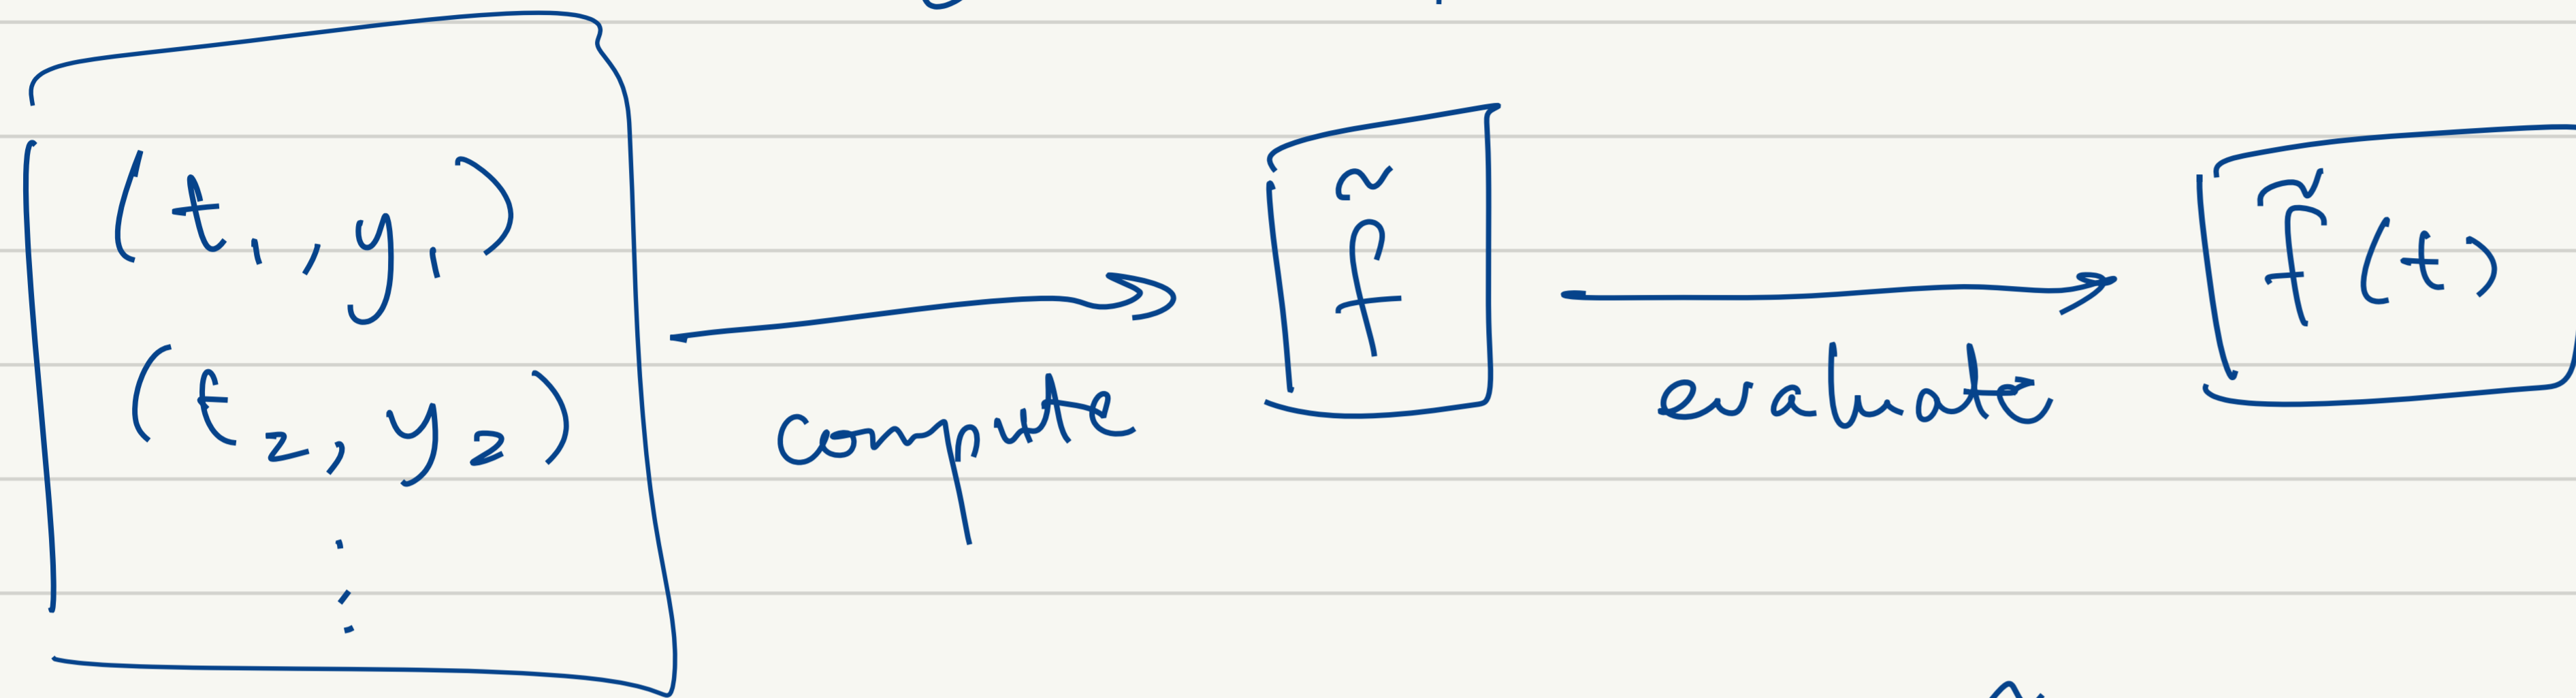 (t₁, y₁)
(t₂, y₂)
⋮
compute
f̃
evaluate
f̃(t)